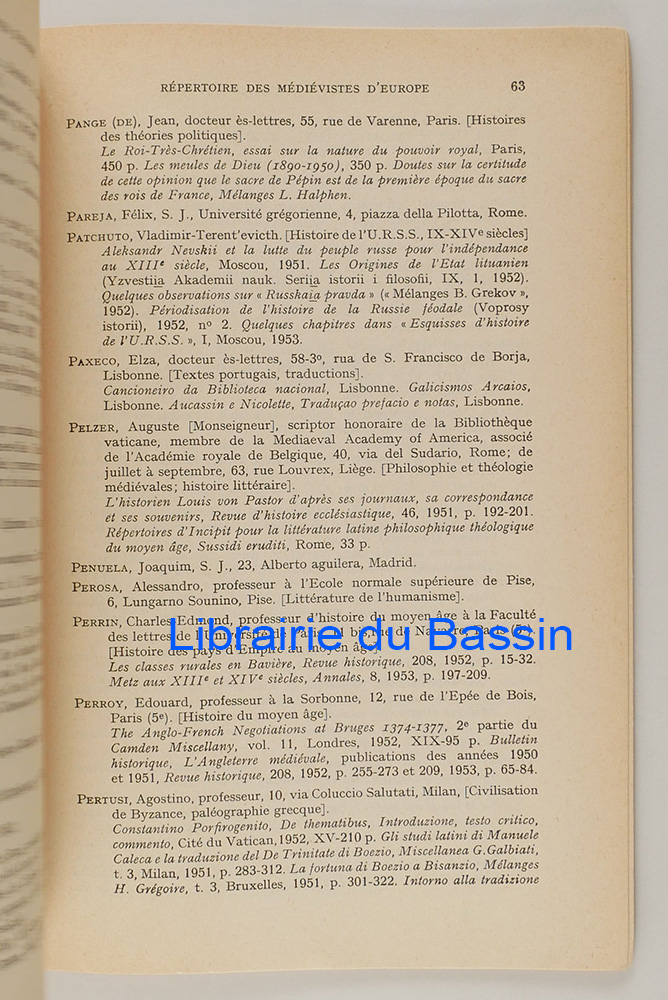 RÉPERTOIRE DES MÉDIÉVISTES D'EUROPE 63
PANGE (DE), Jean, docteur ès-lettres, 55, rue de Varenne, Paris. [Histoires
des théories politiques].
Le Roi-Très-Chrétien, essai sur la nature du pouvoir royal, Paris,
450 p. Les meules de Dieu (1890-1950), 350 p. Doutes sur la certitude
de cette opinion que le sacre de Pépin est de la première époque du sacre
des rois de France, Mélanges L. Halphen.
PAREJA, Félix, S. J., Université grégorienne, 4, piazza della Pilotta, Rome.
PATCHUTO, Vladimir-Terent'evicth. [Histoire de l'U.R.S.S., IX-XIVe siècles]
Aleksandr Nevskii et la lutte du peuple russe pour l'indépendance
au XIIIe siècle, Moscou, 1951. Les Origines de l'Etat lituanien
(Yzvestiia Akademii nauk. Seriia istorii i filosofii, IX, 1, 1952).
Quelques observations sur « Russkaia pravda » (« Mélanges B. Grekov »,
1952). Périodisation de l'histoire de la Russie féodale (Voprosy
istorii), 1952, no 2. Quelques chapitres dans « Esquisses d'histoire
de l'U.R.S.S. », I, Moscou, 1953.
PAXECO, Elza, docteur ès-lettres, 58-3o, rua de S. Francisco de Borja,
Lisbonne. [Textes portugais, traductions].
Cancioneiro da Biblioteca nacional, Lisbonne. Galicismos Arcaios,
Lisbonne. Aucassin e Nicolette, Traduçao prefacio e notas, Lisbonne.
PELZER, Auguste [Monseigneur], scriptor honoraire de la Bibliothèque
vaticane, membre de la Mediaeval Academy of America, associé
de l'Académie royale de Belgique, 40, via del Sudario, Rome; de
juillet à septembre, 63, rue Louvrex, Liège. [Philosophie et théologie
médiévales; histoire littéraire].
L'historien Louis von Pastor d'après ses journaux, sa correspondance
et ses souvenirs, Revue d'histoire ecclésiastique, 46, 1951, p. 192-201.
Répertoires d'Incipit pour la littérature latine philosophique théologique
du moyen âge, Sussidi eruditi, Rome, 33 p.
PENUELA, Joaquim, S. J., 23, Alberto aguilera, Madrid.
PEROSA, Alessandro, professeur à l'Ecole normale supérieure de Pise,
6, Lungarno Sounino, Pise. [Littérature de l'humanisme].
PERRIN, Charles-Edmond, professeur d'histoire du moyen âge à la Faculté
des lettres de l'Université de Paris, bis, rue de Navarre, Paris (5e).
Librairie du Bassin
[Histoire des pays d'Empire au moyen âge].
Les classes rurales en Bavière, Revue historique, 208, 1952, p. 15-32.
Metz aux XIIIe et XIVe siècles, Annales, 8, 1953, p. 197-209.
PERROY, Edouard, professeur à la Sorbonne, 12, rue de l'Epée de Bois,
Paris (5e). [Histoire du moyen âge].
The Anglo-French Negotiations at Bruges 1374-1377, 2e partie du
Camden Miscellany, vol. 11, Londres, 1952, XIX-95 p. Bulletin
historique, L'Angleterre médiévale, publications des années 1950
et 1951, Revue historique, 208, 1952, p. 255-273 et 209, 1953, p. 65-84.
PERTUSI, Agostino, professeur, 10, via Coluccio Salutati, Milan, [Civilisation
de Byzance, paléographie grecque].
Constantino Porfirogenito, De thematibus, Introduzione, testo critico,
commento, Cité du Vatican, 1952, XV-210 p. Gli studi latini di Manuele
Caleca e la traduzione del De Trinitate di Boezio, Miscellanea G. Galbiati,
t. 3, Milan, 1951, p. 283-312. La fortuna di Boezio a Bisanzio, Mélanges
H. Grégoire, t. 3, Bruxelles, 1951, p. 301-322. Intorno alla tradizione